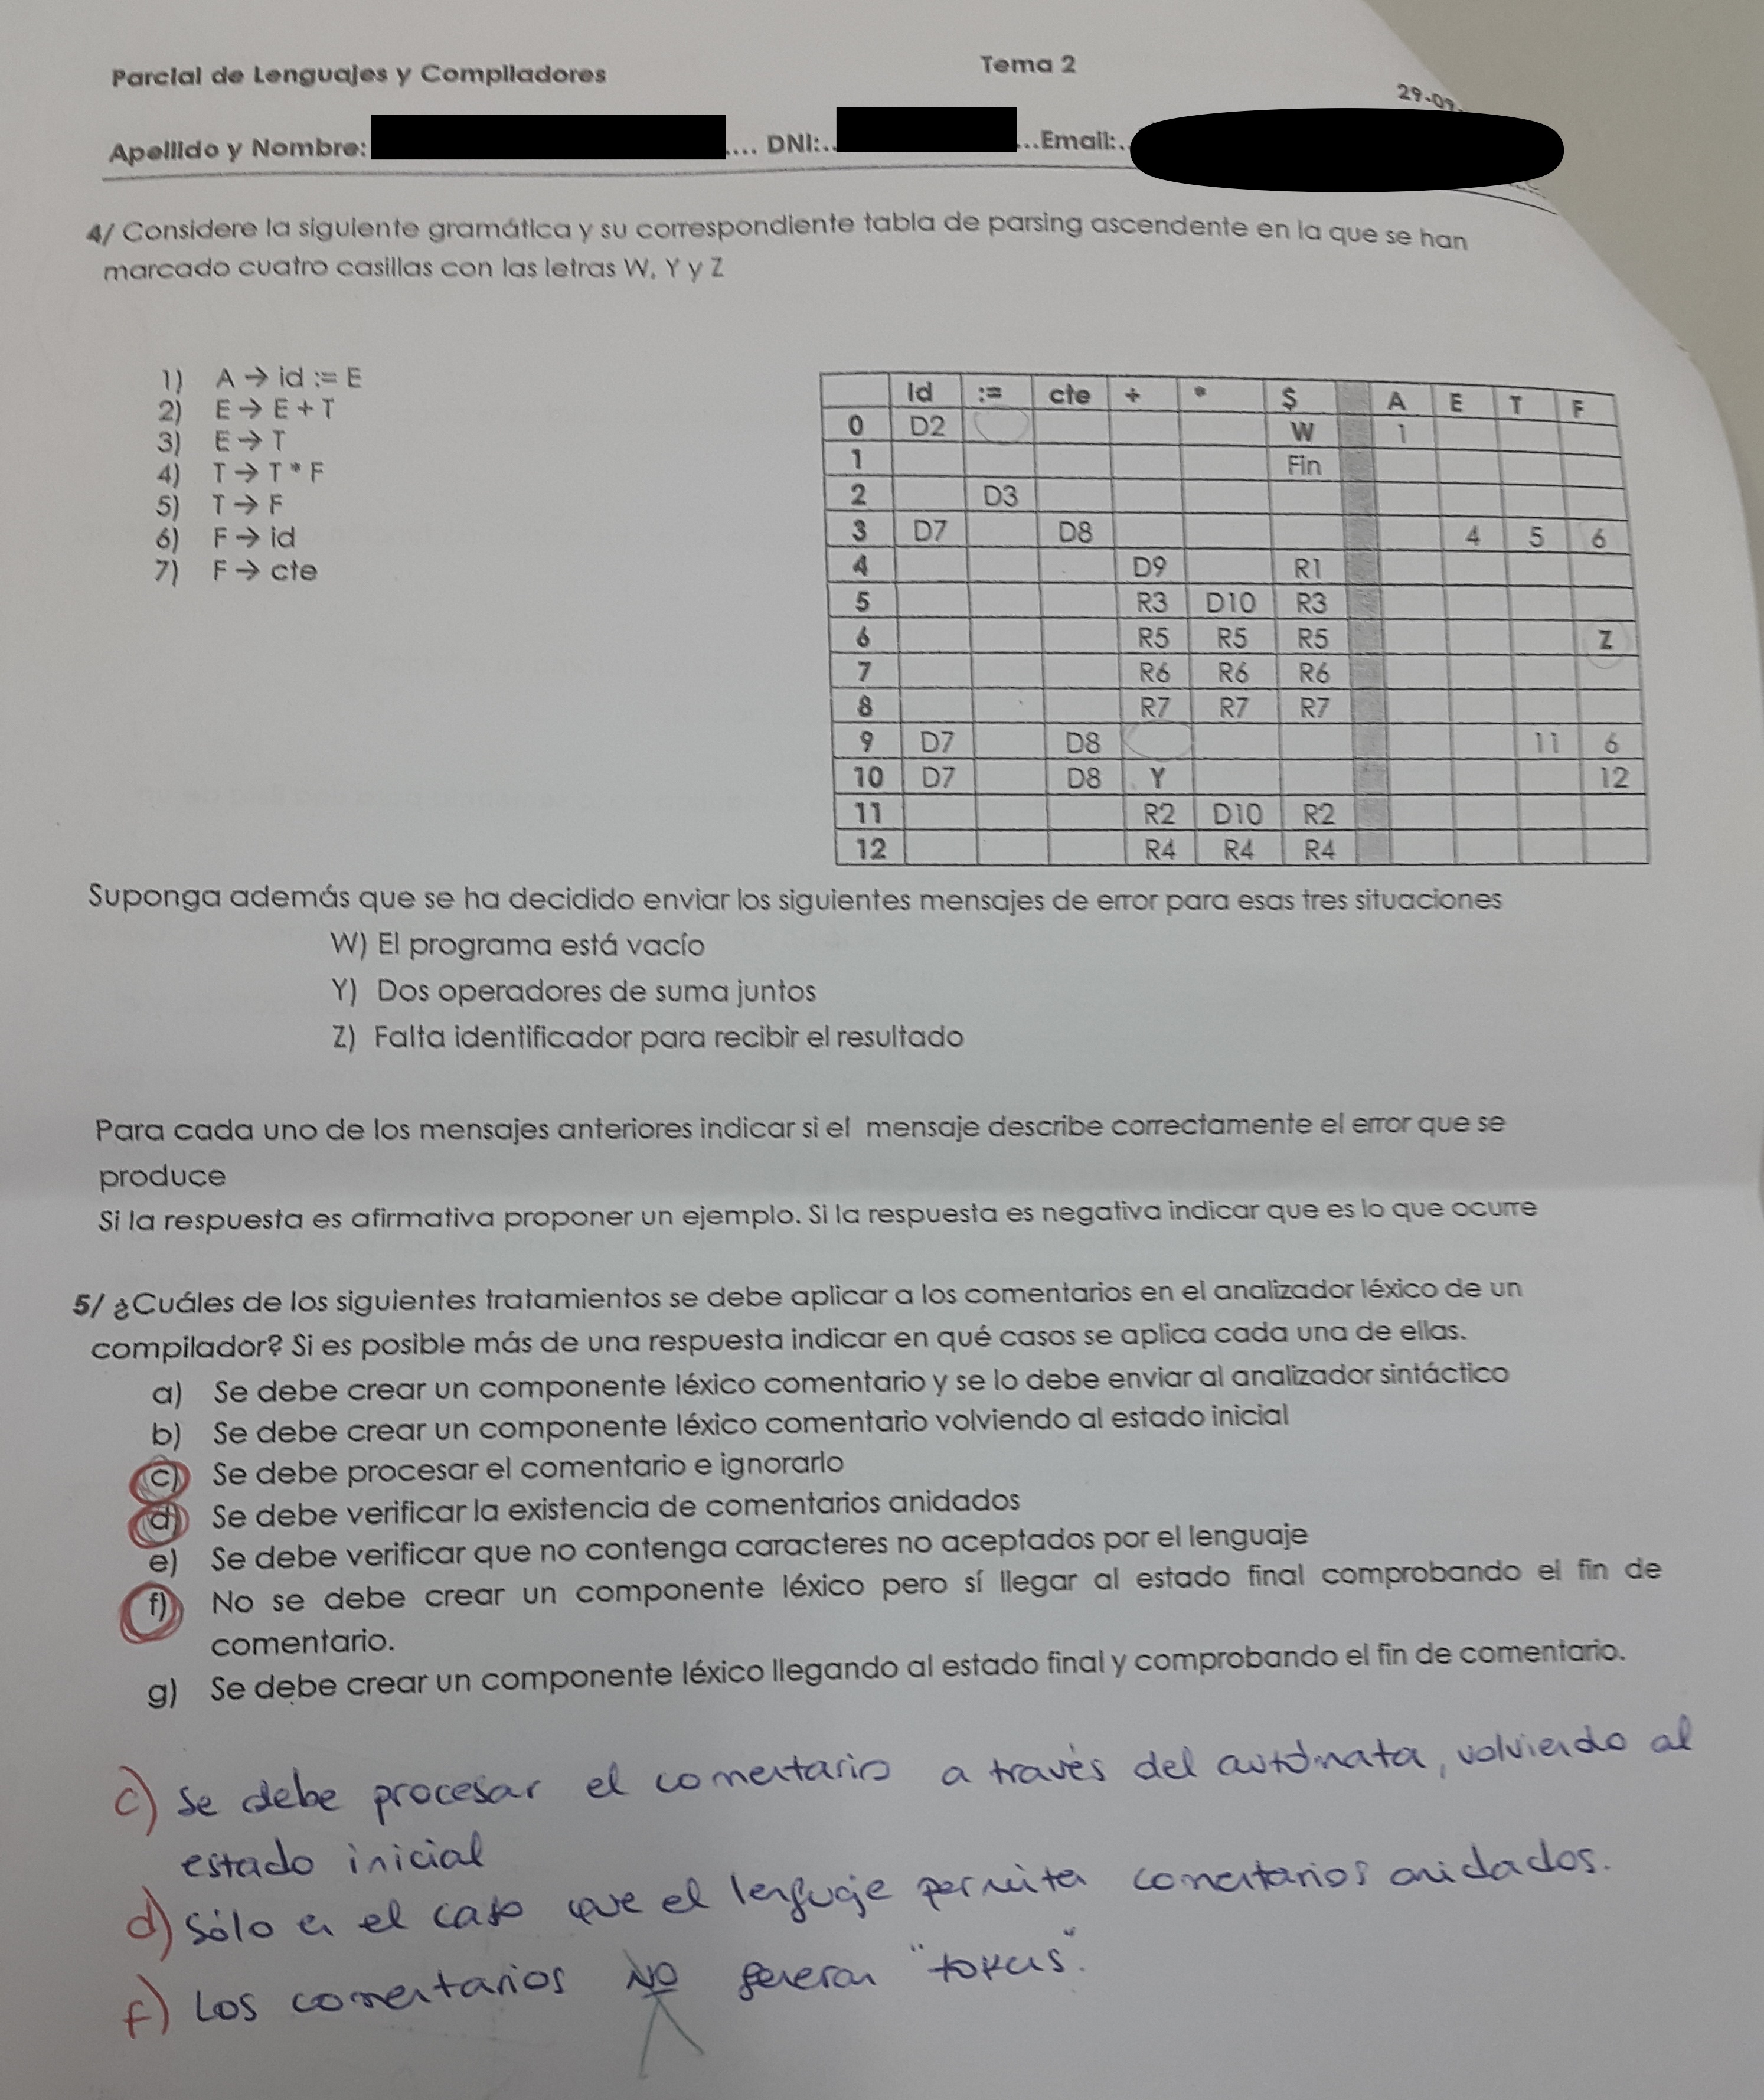 Parcial de Lenguajes y Compiladores
Tema 2
29-09
Apellido y Nombre: .... DNI:.. ...Email:..
4/ Considere la siguiente gramática y su correspondiente tabla de parsing ascendente en la que se han
marcado cuatro casillas con las letras W, Y y Z
1) A → id := E
2) E → E + T
3) E → T
4) T → T * F
5) T → F
6) F → id
7) F → cte
Id := cte + * $ A E T F
0 D2 W 1
1 Fin
2 D3
3 D7 D8 4 5 6
4 D9 R1
5 R3 D10 R3
6 R5 R5 R5 Z
7 R6 R6 R6
8 R7 R7 R7
9 D7 D8 11 6
10 D7 D8 Y 12
11 R2 D10 R2
12 R4 R4 R4
Suponga además que se ha decidido enviar los siguientes mensajes de error para esas tres situaciones
W) El programa está vacío
Y) Dos operadores de suma juntos
Z) Falta identificador para recibir el resultado
Para cada uno de los mensajes anteriores indicar si el mensaje describe correctamente el error que se
produce
Si la respuesta es afirmativa proponer un ejemplo. Si la respuesta es negativa indicar que es lo que ocurre
5/ ¿Cuáles de los siguientes tratamientos se debe aplicar a los comentarios en el analizador léxico de un
compilador? Si es posible más de una respuesta indicar en qué casos se aplica cada una de ellas.
a) Se debe crear un componente léxico comentario y se lo debe enviar al analizador sintáctico
b) Se debe crear un componente léxico comentario volviendo al estado inicial
c) Se debe procesar el comentario e ignorarlo
d) Se debe verificar la existencia de comentarios anidados
e) Se debe verificar que no contenga caracteres no aceptados por el lenguaje
f) No se debe crear un componente léxico pero sí llegar al estado final comprobando el fin de
comentario.
g) Se debe crear un componente léxico llegando al estado final y comprobando el fin de comentario.
c) Se debe procesar el comentario a través del autómata, volviendo al
estado inicial
d) Sólo en el caso que el lenguaje permita comentarios anidados.
f) Los comentarios NO generan "tokens".